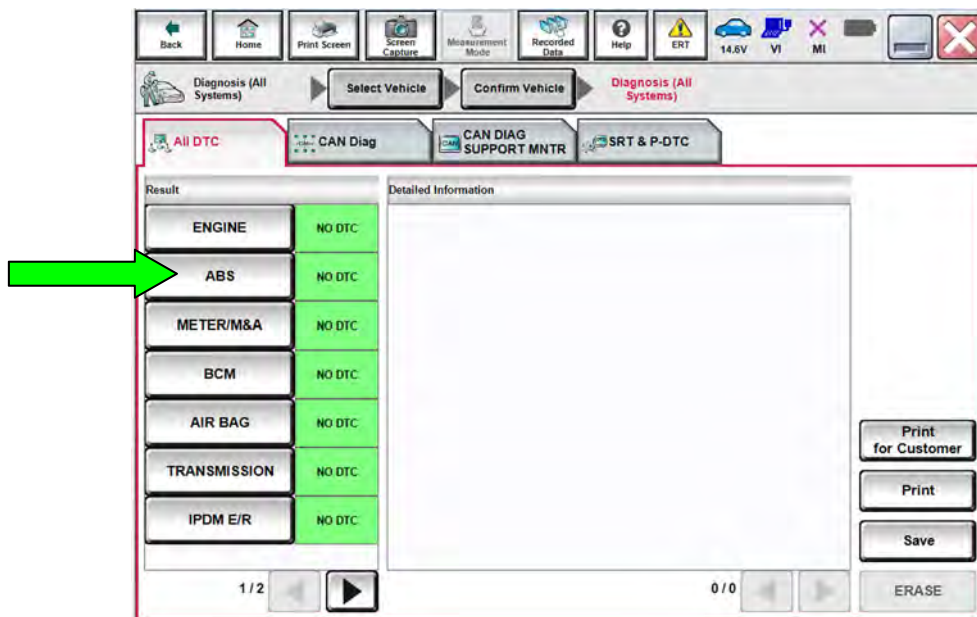 Back
Home
Print Screen
Screen
Capture
Measurement
Mode
Recorded
Data
Help
ERT
14.6V
VI
MI
Diagnosis (All
Systems)
Select Vehicle
Confirm Vehicle
Diagnosis (All
Systems)
All DTC
CAN Diag
CAN DIAG
SUPPORT MNTR
SRT & P-DTC
Result
Detailed Information
ENGINE NO DTC
ABS NO DTC
METER/M&A NO DTC
BCM NO DTC
AIR BAG NO DTC
TRANSMISSION NO DTC
IPDM E/R NO DTC
Print
for Customer
Print
Save
1/2
0/0
ERASE